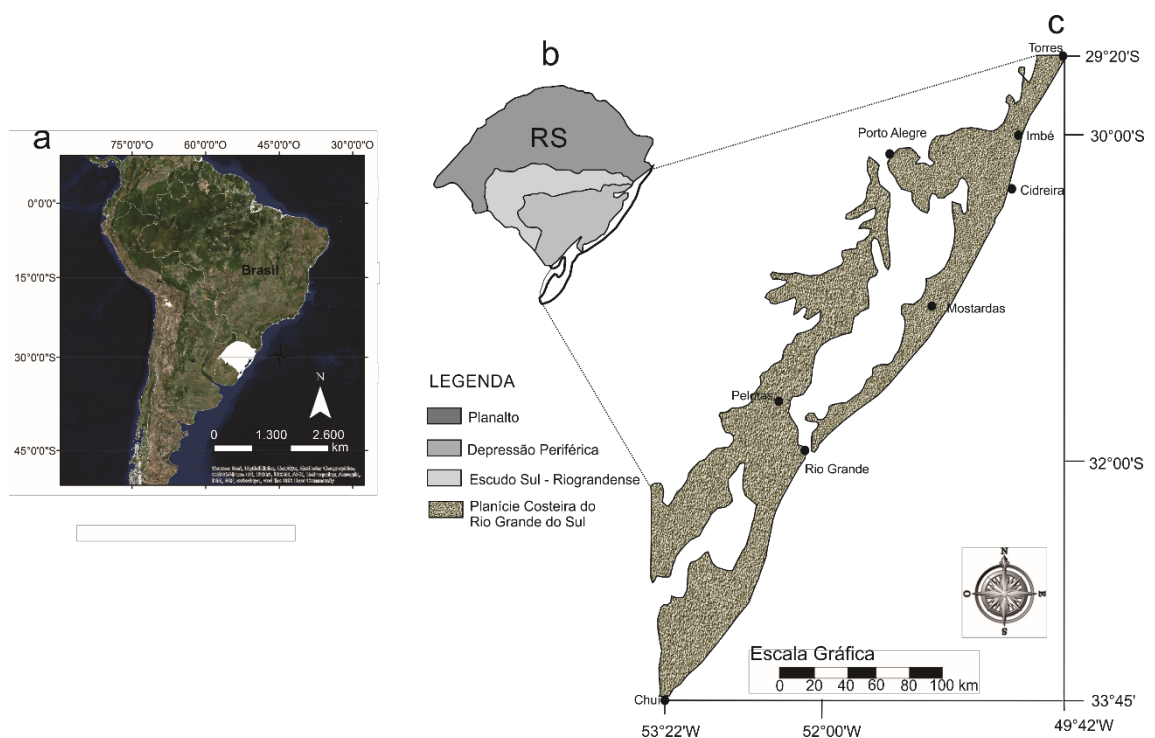 a
75°0'0"W 60°0'0"W 45°0'0"W 30°0'0"W
0°0'0"
15°0'0"S
30°0'0"S
45°0'0"S
Brasil
N
0 1.300 2.600
km
b
RS
LEGENDA
Planalto
Depressão Periférica
Escudo Sul - Riograndense
Planície Costeira do
Rio Grande do Sul
c
Torres
29°20'S
Porto Alegre
30°00'S
Imbé
Cidreira
Mostardas
Pelotas
Rio Grande
32°00'S
N
O E
S
Escala Gráfica
0 20 40 60 80 100 km
Chuí
33°45'
53°22'W
52°00'W
49°42'W